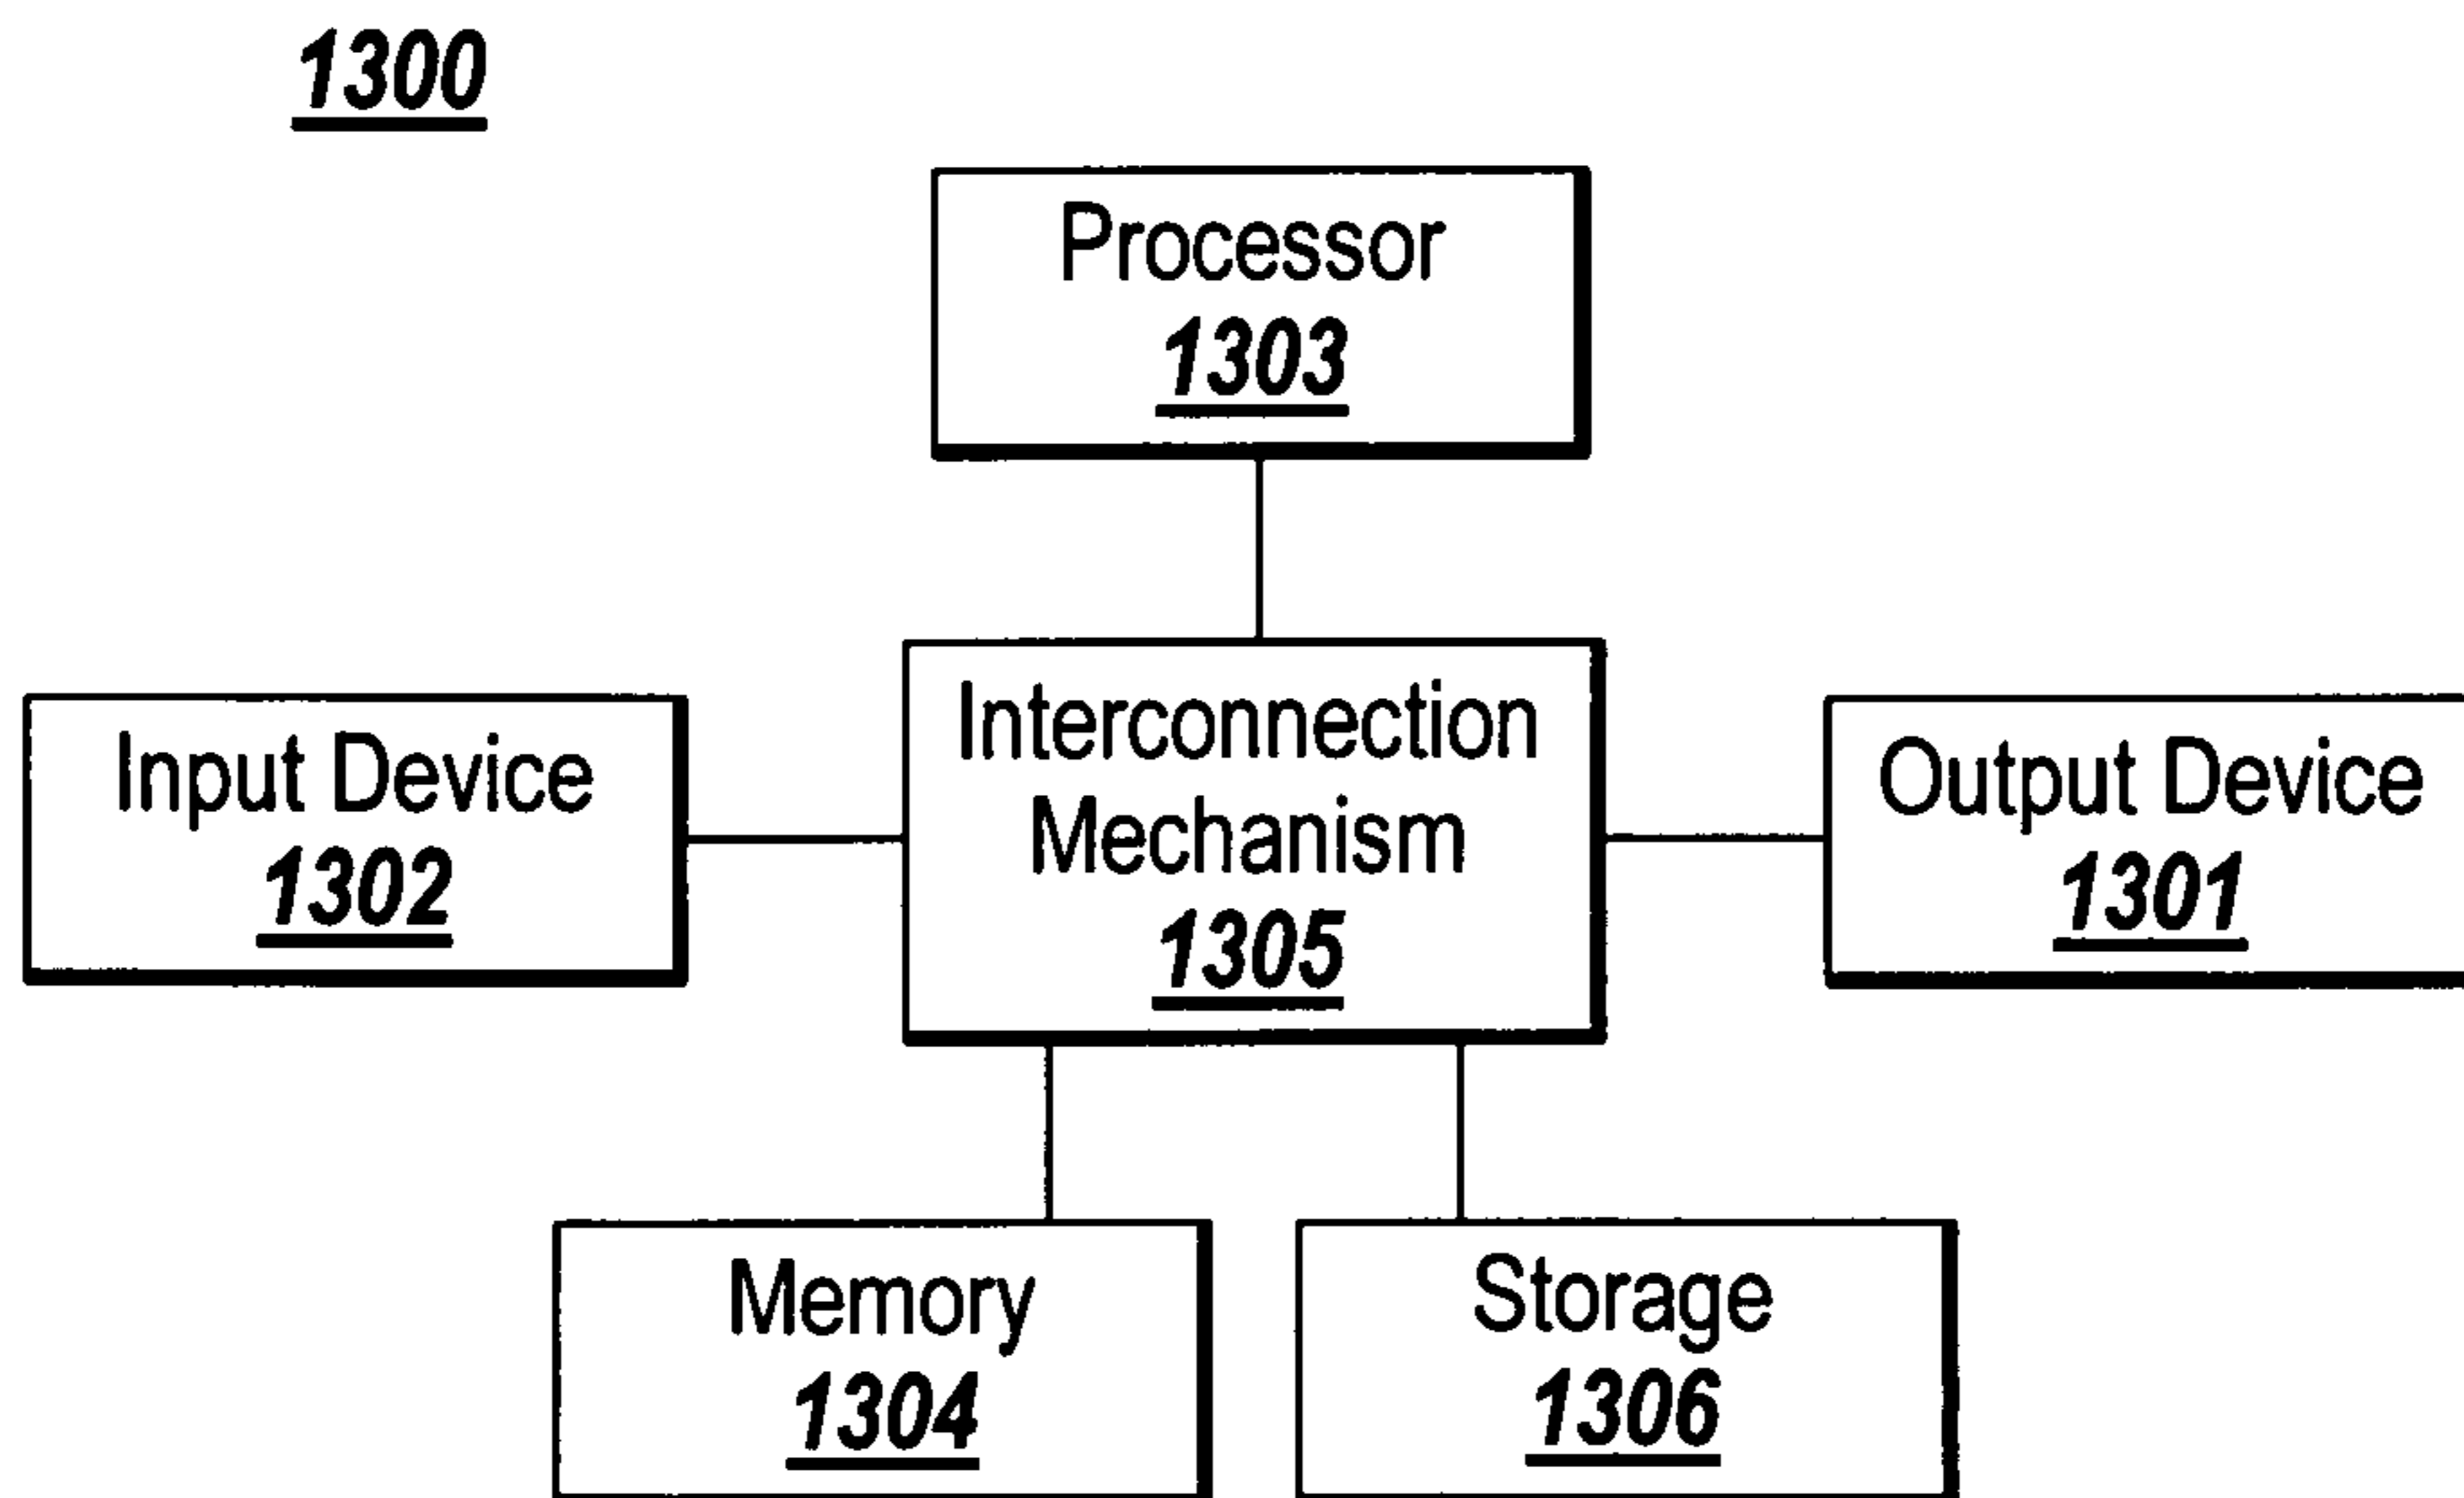 1300
Processor
1303
Input Device
1302
Interconnection
Mechanism
1305
Output Device
1301
Memory
1304
Storage
1306